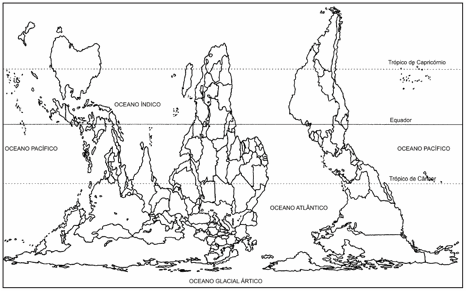 Trópico de Capricórnio
OCEANO ÍNDICO
Equador
OCEANO PACÍFICO
OCEANO PACÍFICO
Trópico de Câncer
OCEANO ATLÂNTICO
OCEANO GLACIAL ÁRTICO